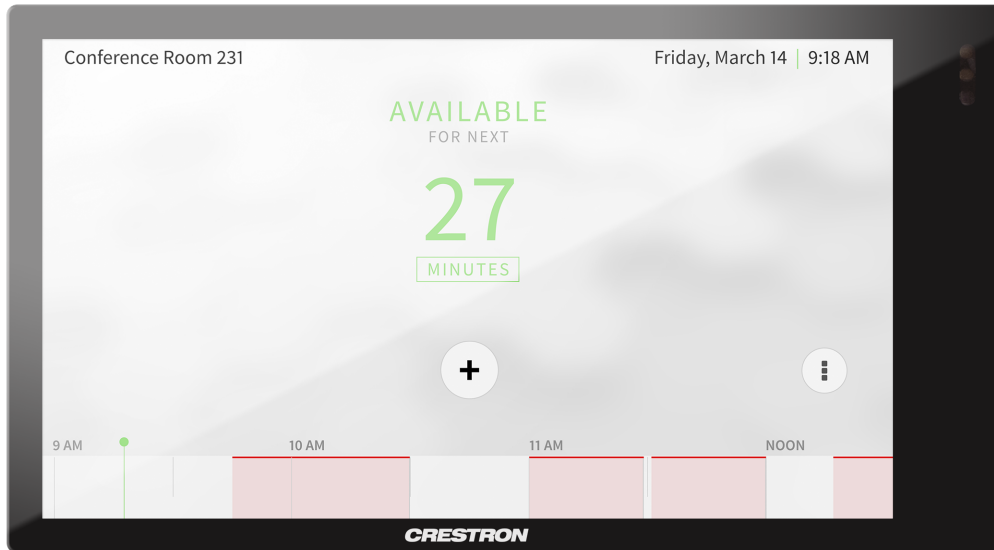 Conference Room 231
Friday, March 14 | 9:18 AM
AVAILABLE
FOR NEXT
27
MINUTES
+
9 AM
10 AM
11 AM
NOON
CRESTRON